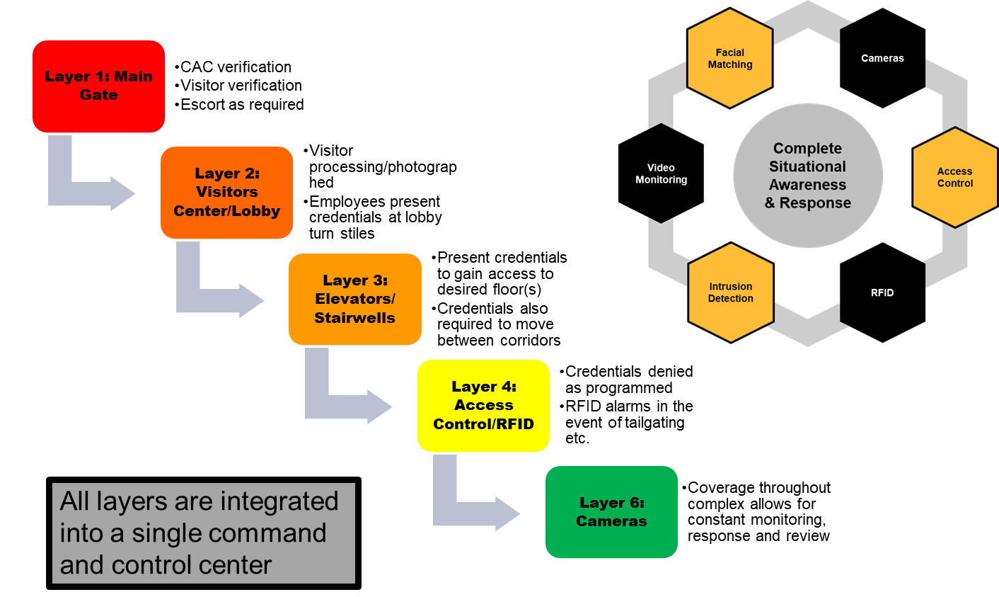 Layer 1: Main
Gate
•CAC verification
•Visitor verification
•Escort as required
Layer 2:
Visitors
Center/Lobby
•Visitor
processing/photograp
hed
•Employees present
credentials at lobby
turn stiles
Layer 3:
Elevators/
Stairwells
•Present credentials
to gain access to
desired floor(s)
•Credentials also
required to move
between corridors
Layer 4:
Access
Control/RFID
•Credentials denied
as programmed
•RFID alarms in the
event of tailgating
etc.
Layer 6:
Cameras
•Coverage throughout
complex allows for
constant monitoring,
response and review
All layers are integrated
into a single command
and control center
Facial
Matching
Cameras
Video
Monitoring
Complete
Situational
Awareness
& Response
Access
Control
Intrusion
Detection
RFID